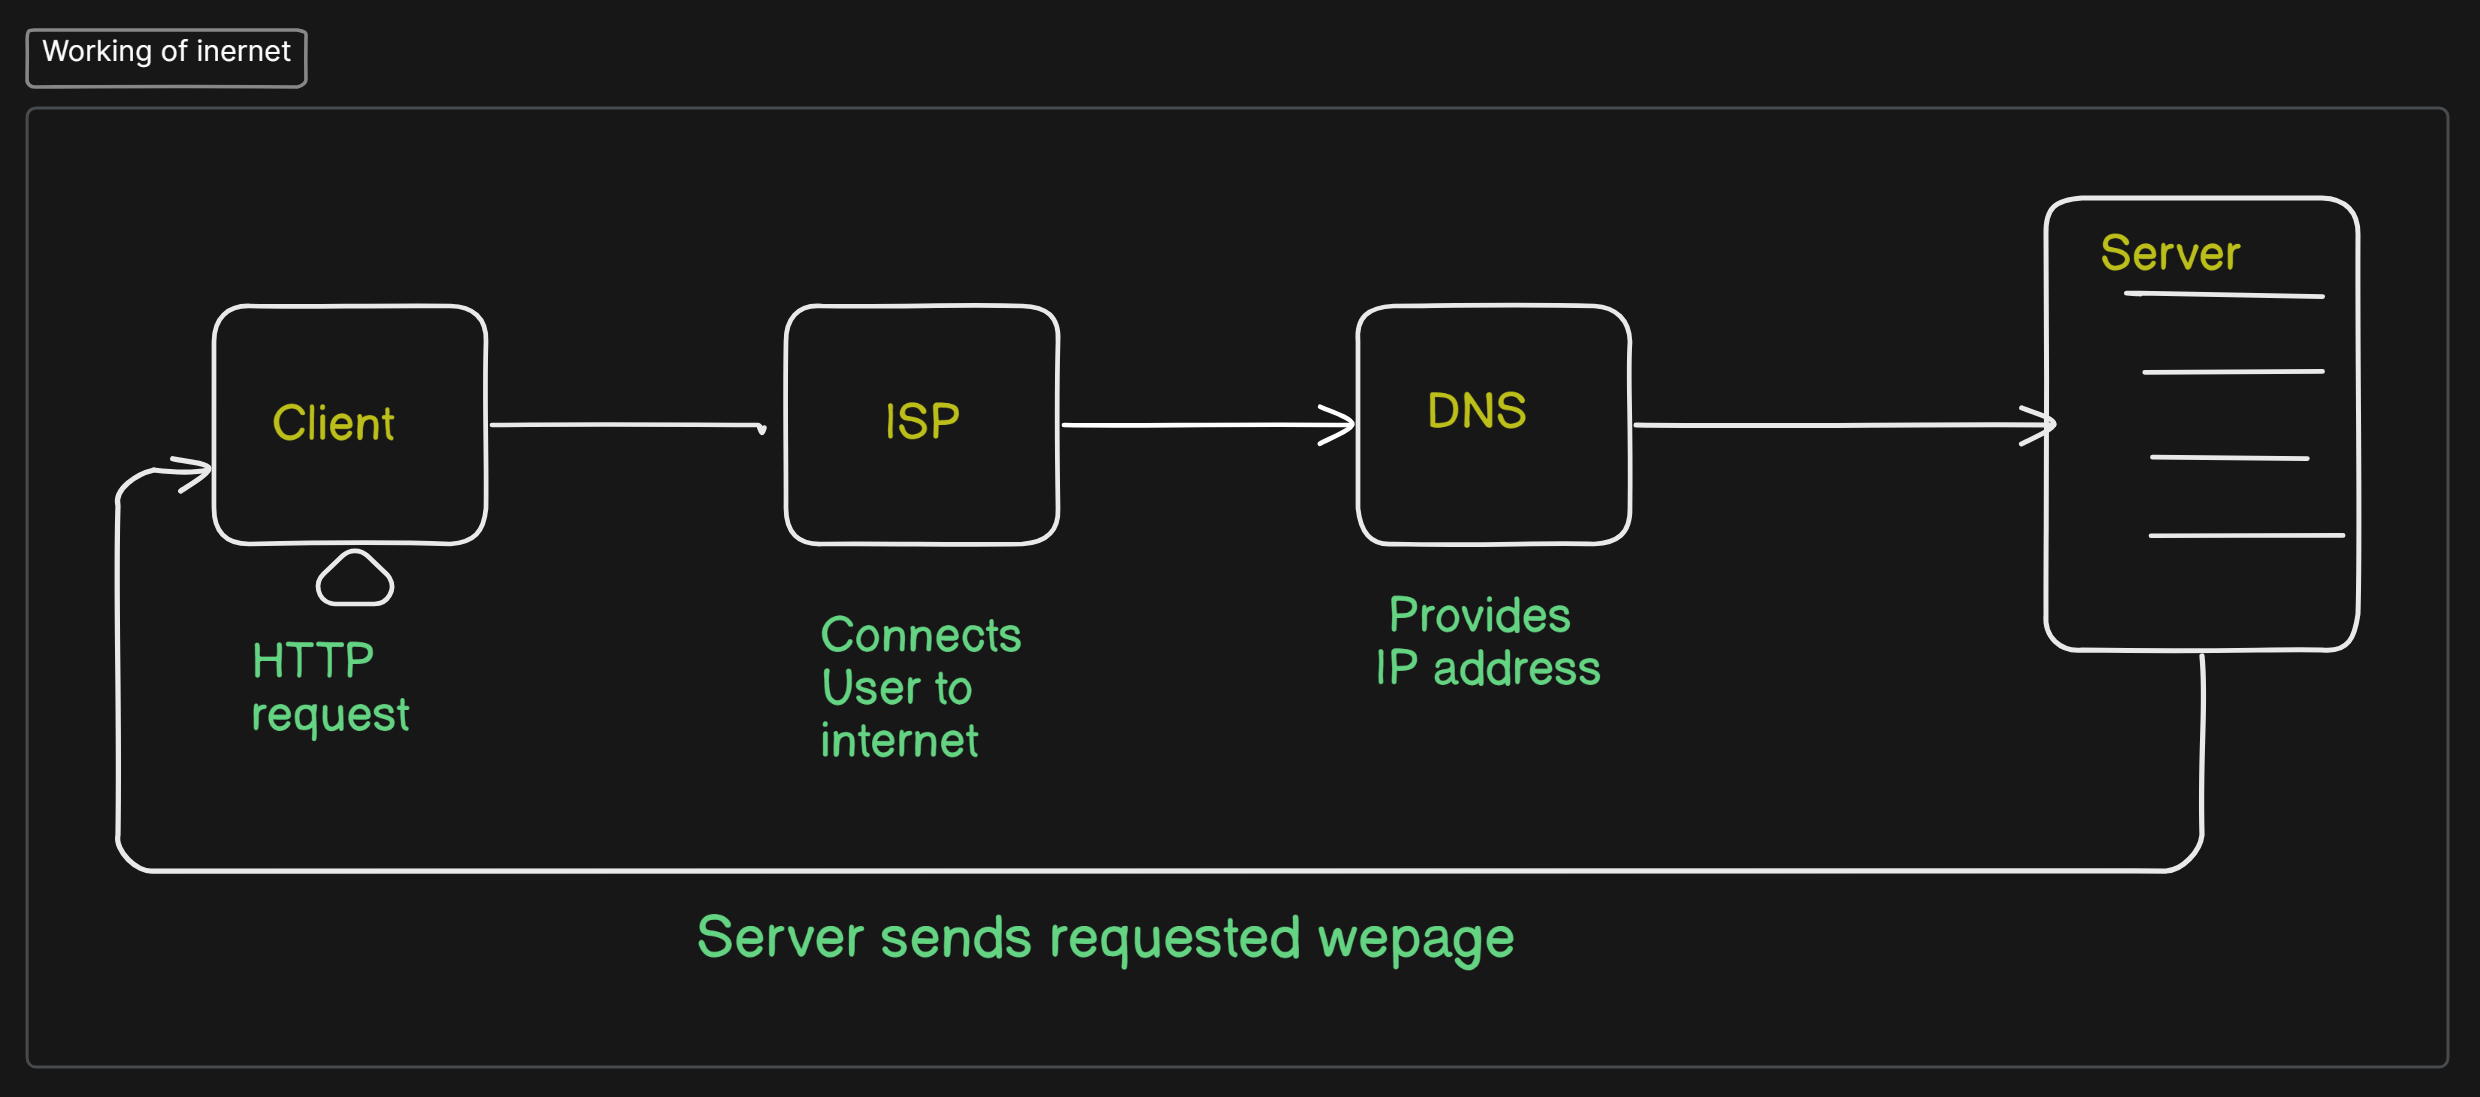 Working of inernet
Client
ISP
DNS
Server
HTTP
request
Connects
User to
internet
Provides
IP address
Server sends requested wepage